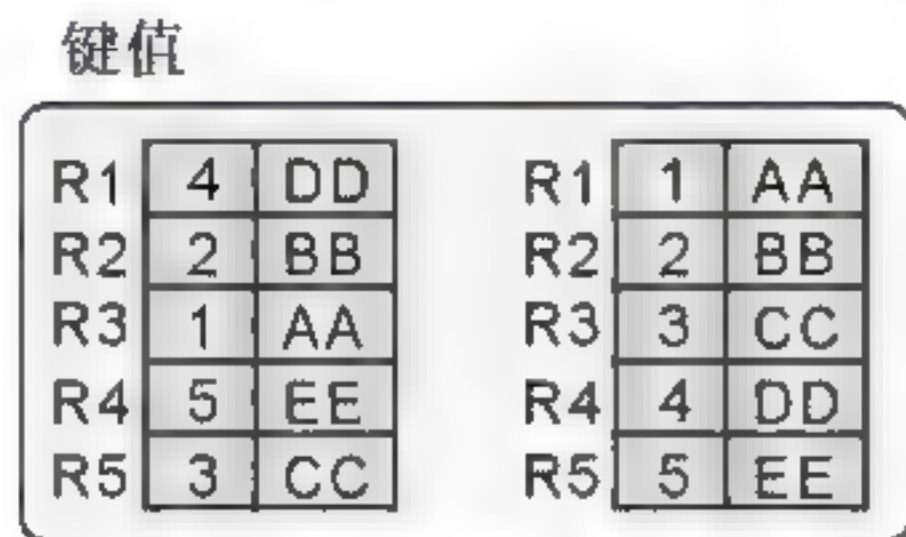 键值
R1 4 DD R1 1 AA
R2 2 BB R2 2 BB
R3 1 AA R3 3 CC
R4 5 EE R4 4 DD
R5 3 CC R5 5 EE